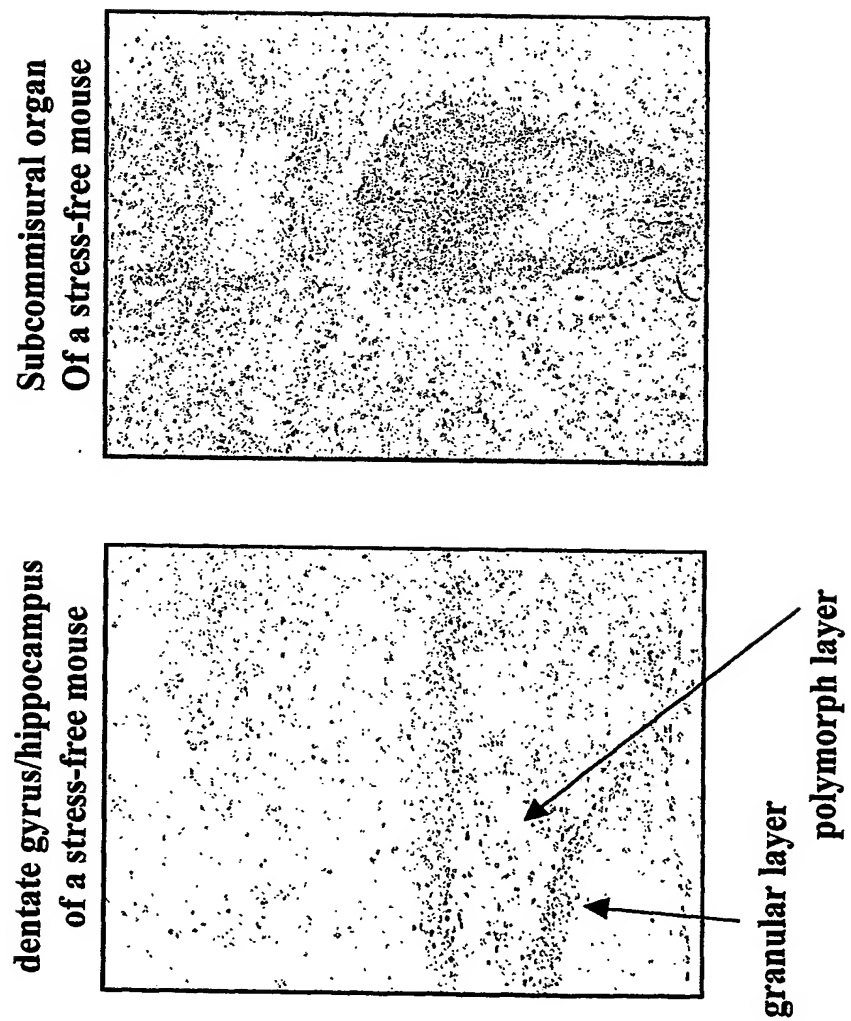 dentate gyrus/hippocampus
of a stress-free mouse
granular layer
polymorph layer
Subcommisural organ
Of a stress-free mouse